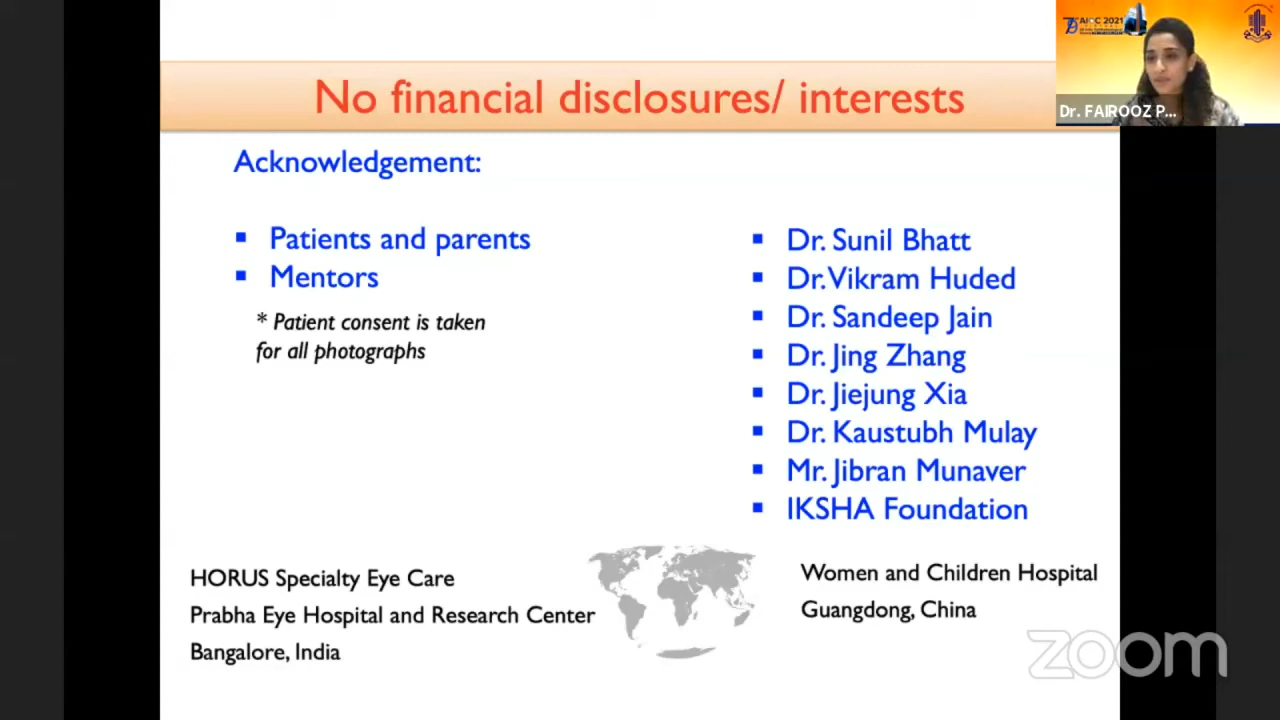 No financial disclosures/ interests
AIOC 2021
Dr. FAIROOZ P...
Acknowledgement:
▪ Patients and parents
▪ Mentors
* Patient consent is taken
for all photographs
▪ Dr. Sunil Bhatt
▪ Dr. Vikram Huded
▪ Dr. Sandeep Jain
▪ Dr. Jing Zhang
▪ Dr. Jiejung Xia
▪ Dr. Kaustubh Mulay
▪ Mr. Jibran Munaver
▪ IKSHA Foundation
HORUS Specialty Eye Care
Prabha Eye Hospital and Research Center
Bangalore, India
Women and Children Hospital
Guangdong, China
zoom